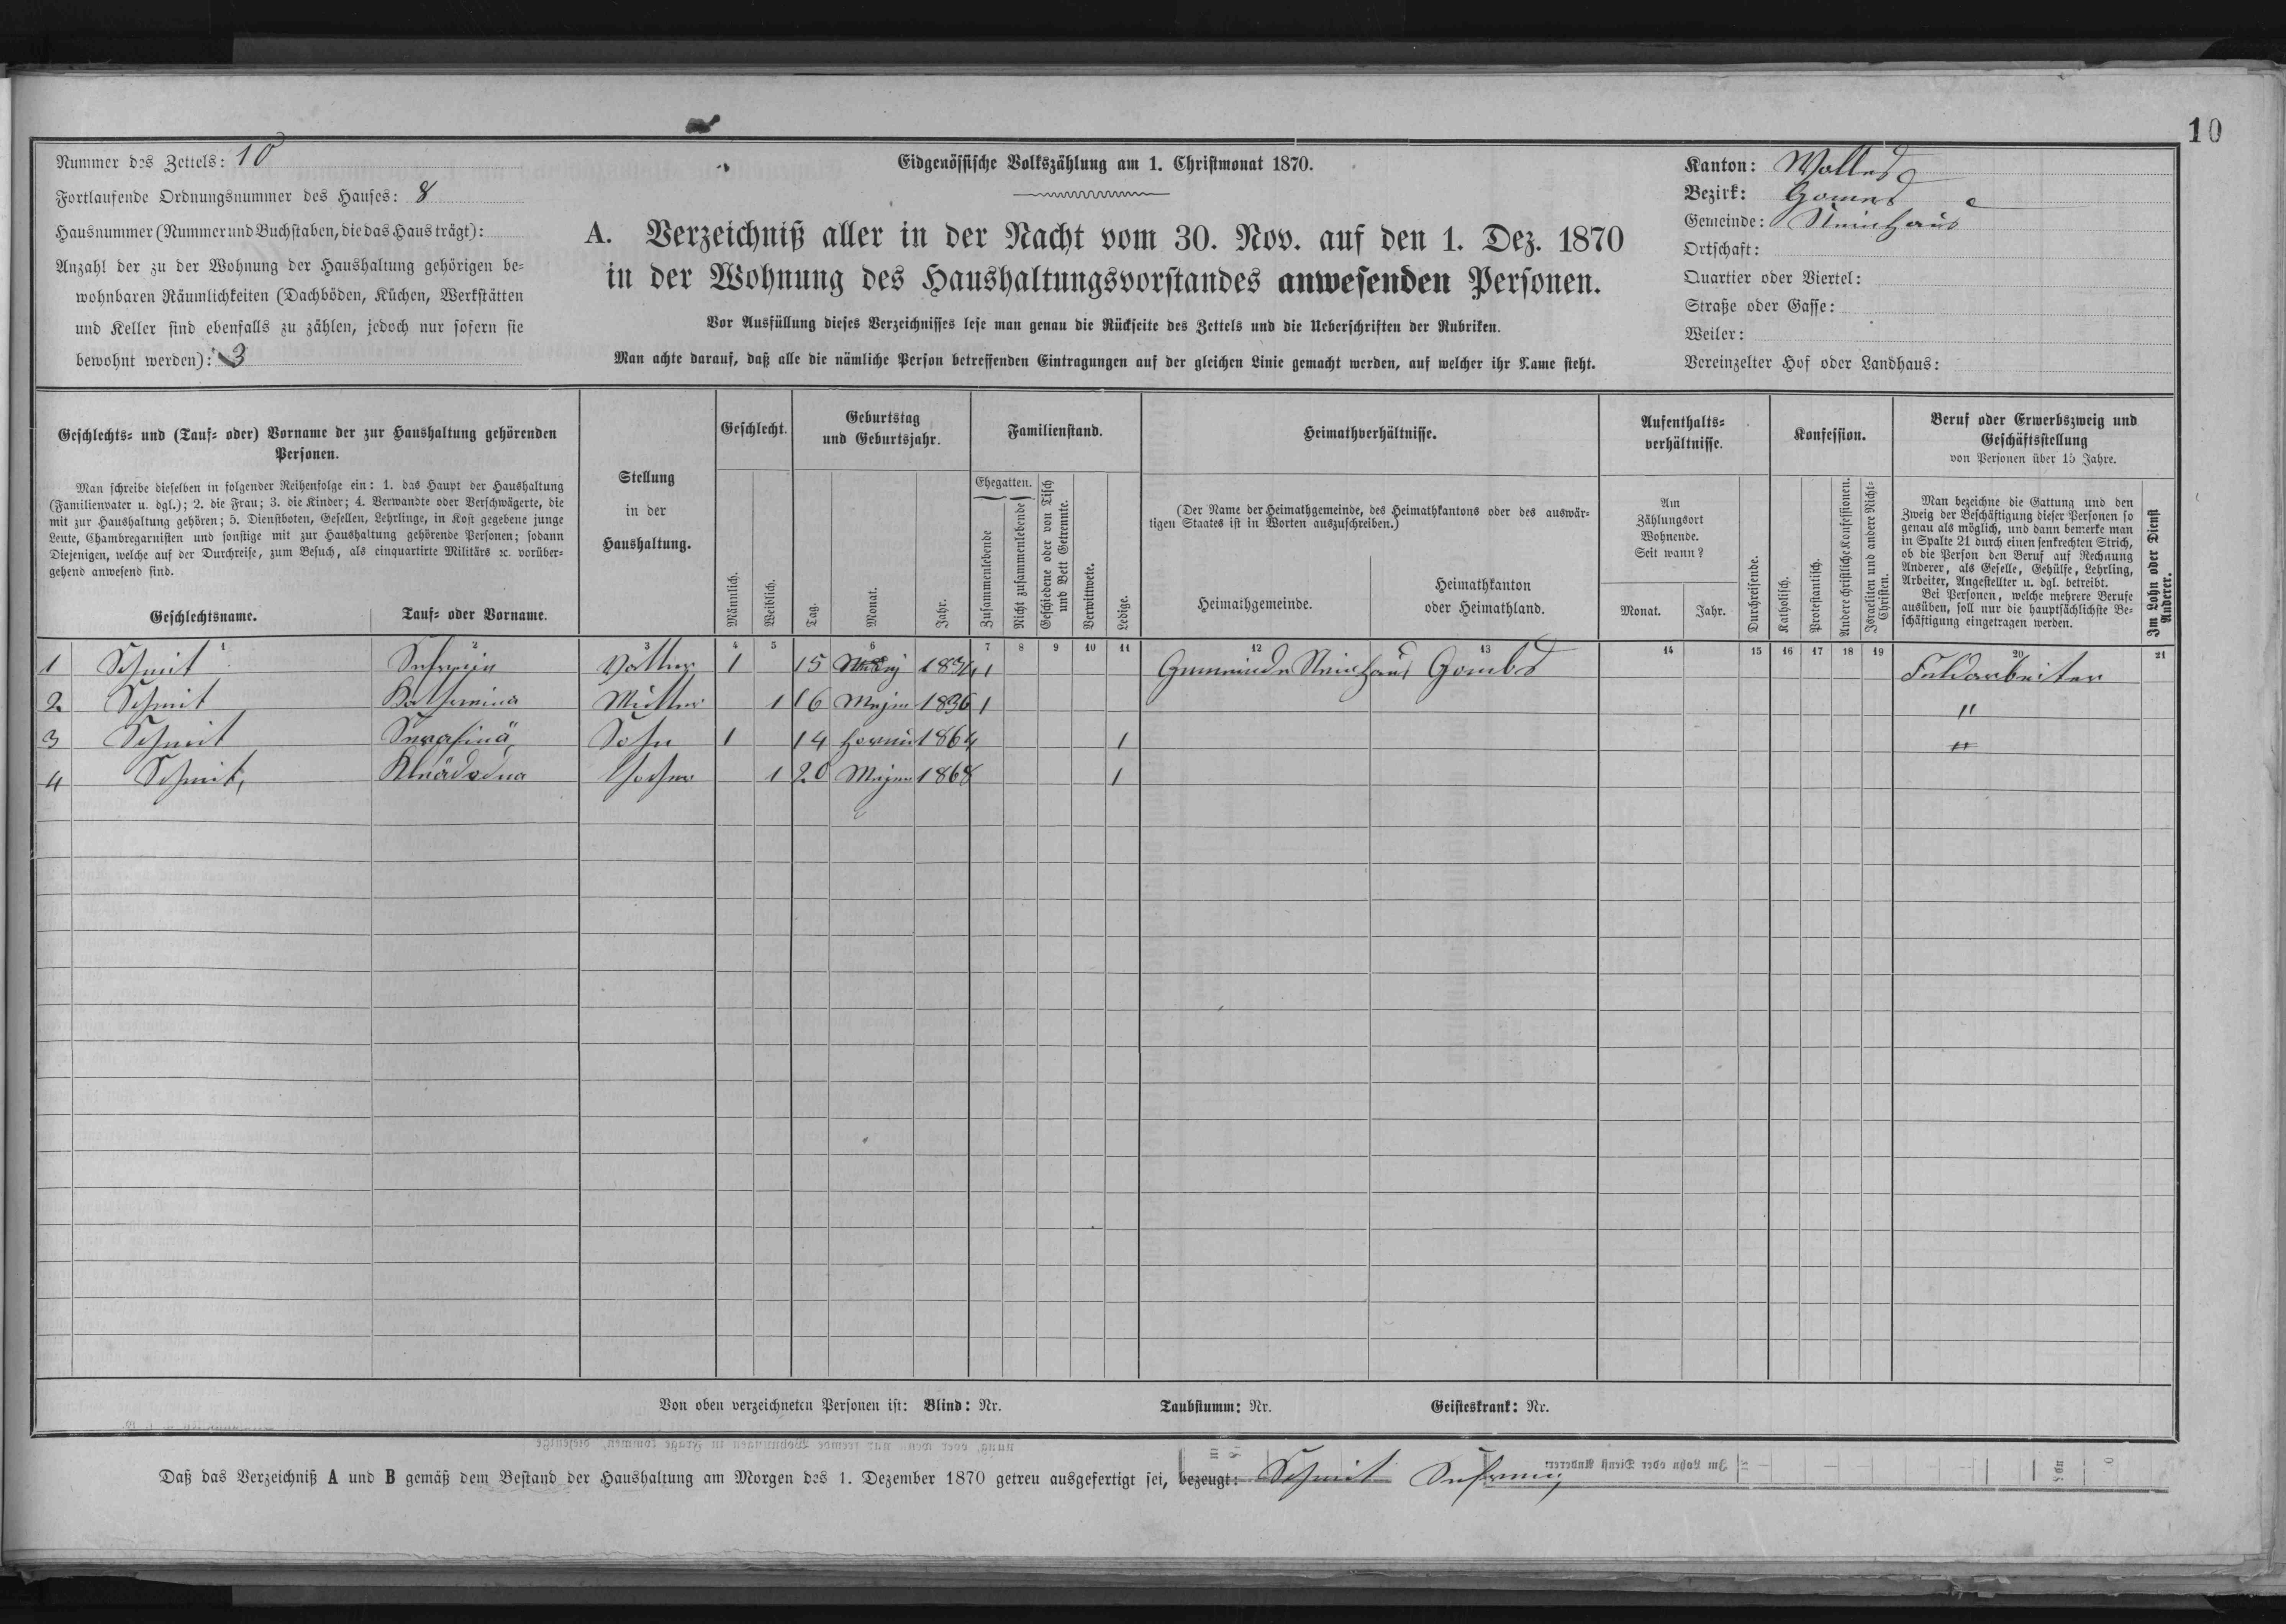 10
Nummer des Zettels: 10
Fortlaufende Ordnungsnummer des Hauses: 8
Hausnummer (Nummer und Buchstaben, die das Haus trägt):
Anzahl der zu der Wohnung der Haushaltung gehörigen be=
wohnbaren Räumlichkeiten (Dachböden, Küchen, Werkstätten
und Keller sind ebenfalls zu zählen, jedoch nur sofern sie
bewohnt werden): 3
Eidgenössische Volkszählung am 1. Christmonat 1870.
A. Verzeichniß aller in der Nacht vom 30. Nov. auf den 1. Dez. 1870
in der Wohnung des Haushaltungsvorstandes anwesenden Personen.
Vor Ausfüllung dieses Verzeichnisses lese man genau die Rückseite des Zettels und die Ueberschriften der Rubriken.
Man achte darauf, daß alle die nämliche Person betreffenden Eintragungen auf der gleichen Linie gemacht werden, auf welcher ihr Name steht.
Kanton:
Bezirk:
Gemeinde: Steinhaus
Ortschaft:
Quartier oder Viertel:
Straße oder Gasse:
Weiler:
Vereinzelter Hof oder Landhaus:
Geschlechts= und (Tauf= oder) Vorname der zur Haushaltung gehörenden
Personen.
Man schreibe dieselben in folgender Reihenfolge ein: 1. das Haupt der Haushaltung
(Familienvater u. dgl.); 2. die Frau; 3. die Kinder; 4. Verwandte oder Verschwägerte, die
mit zur Haushaltung gehören; 5. Dienstboten, Gesellen, Lehrlinge, in Kost gegebene junge
Leute, Chambregarnisten und sonstige mit zur Haushaltung gehörende Personen; sodann
Diejenigen, welche auf der Durchreise, zum Besuch, als einquartirte Militärs ꝛc. vorüber=
gehend anwesend sind.
Geschlechtsname. Tauf= oder Vorname.
Stellung
in der
Haushaltung.
Geschlecht.
Männlich. Weiblich.
Geburtstag
und Geburtsjahr.
Tag. Monat. Jahr.
Familienstand.
Ehegatten.
Zusammenlebende
Nicht zusammenlebende
Geschiedene oder von Tisch
und Bett Getrennte.
Verwittwete.
Ledige.
Heimathverhältnisse.
(Der Name der Heimathgemeinde, des Heimathkantons oder des auswär=
tigen Staates ist in Worten auszuschreiben.)
Heimathgemeinde.
Heimathkanton
oder Heimathland.
Aufenthalts=
verhältnisse.
Am
Zählungsort
Wohnende.
Seit wann?
Monat. Jahr.
Durchreisende.
Konfession.
Katholisch.
Protestantisch.
Andere christliche Konfessionen.
Israeliten und andere Nicht=
Christen.
Beruf oder Erwerbszweig und
Geschäftsstellung
von Personen über 15 Jahre.
Man bezeichne die Gattung und den
Zweig der Beschäftigung dieser Personen so
genau als möglich, und dann bemerke man
in Spalte 21 durch einen senkrechten Strich,
ob die Person den Beruf auf Rechnung
Anderer, als Geselle, Gehülfe, Lehrling,
Arbeiter, Angestellter u. dgl. betreibt.
Bei Personen, welche mehrere Berufe
ausüben, soll nur die hauptsächlichste Be=
schäftigung eingetragen werden.
Im Lohn oder Dienst
Anderer.
1 2 3 4 5 6 7 8 9 10 11 12 13 14 15 16 17 18 19 20 21
1 Schmit Vatter 1 15 1834 1 Gemeinde Steinhaus Gombs Feldarbeiter
2 Schmit Katherina Mutter 1 16 1836 1 "
3 Schmit Sohn 1 14 1864 1 "
4 Schmit, 1 20 1868 1
Von oben verzeichneten Personen ist: Blind: Nr. Taubstumm: Nr. Geisteskrank: Nr.
Daß das Verzeichniß A und B gemäß dem Bestand der Haushaltung am Morgen des 1. Dezember 1870 getreu ausgefertigt sei, bezeugt: Schmit